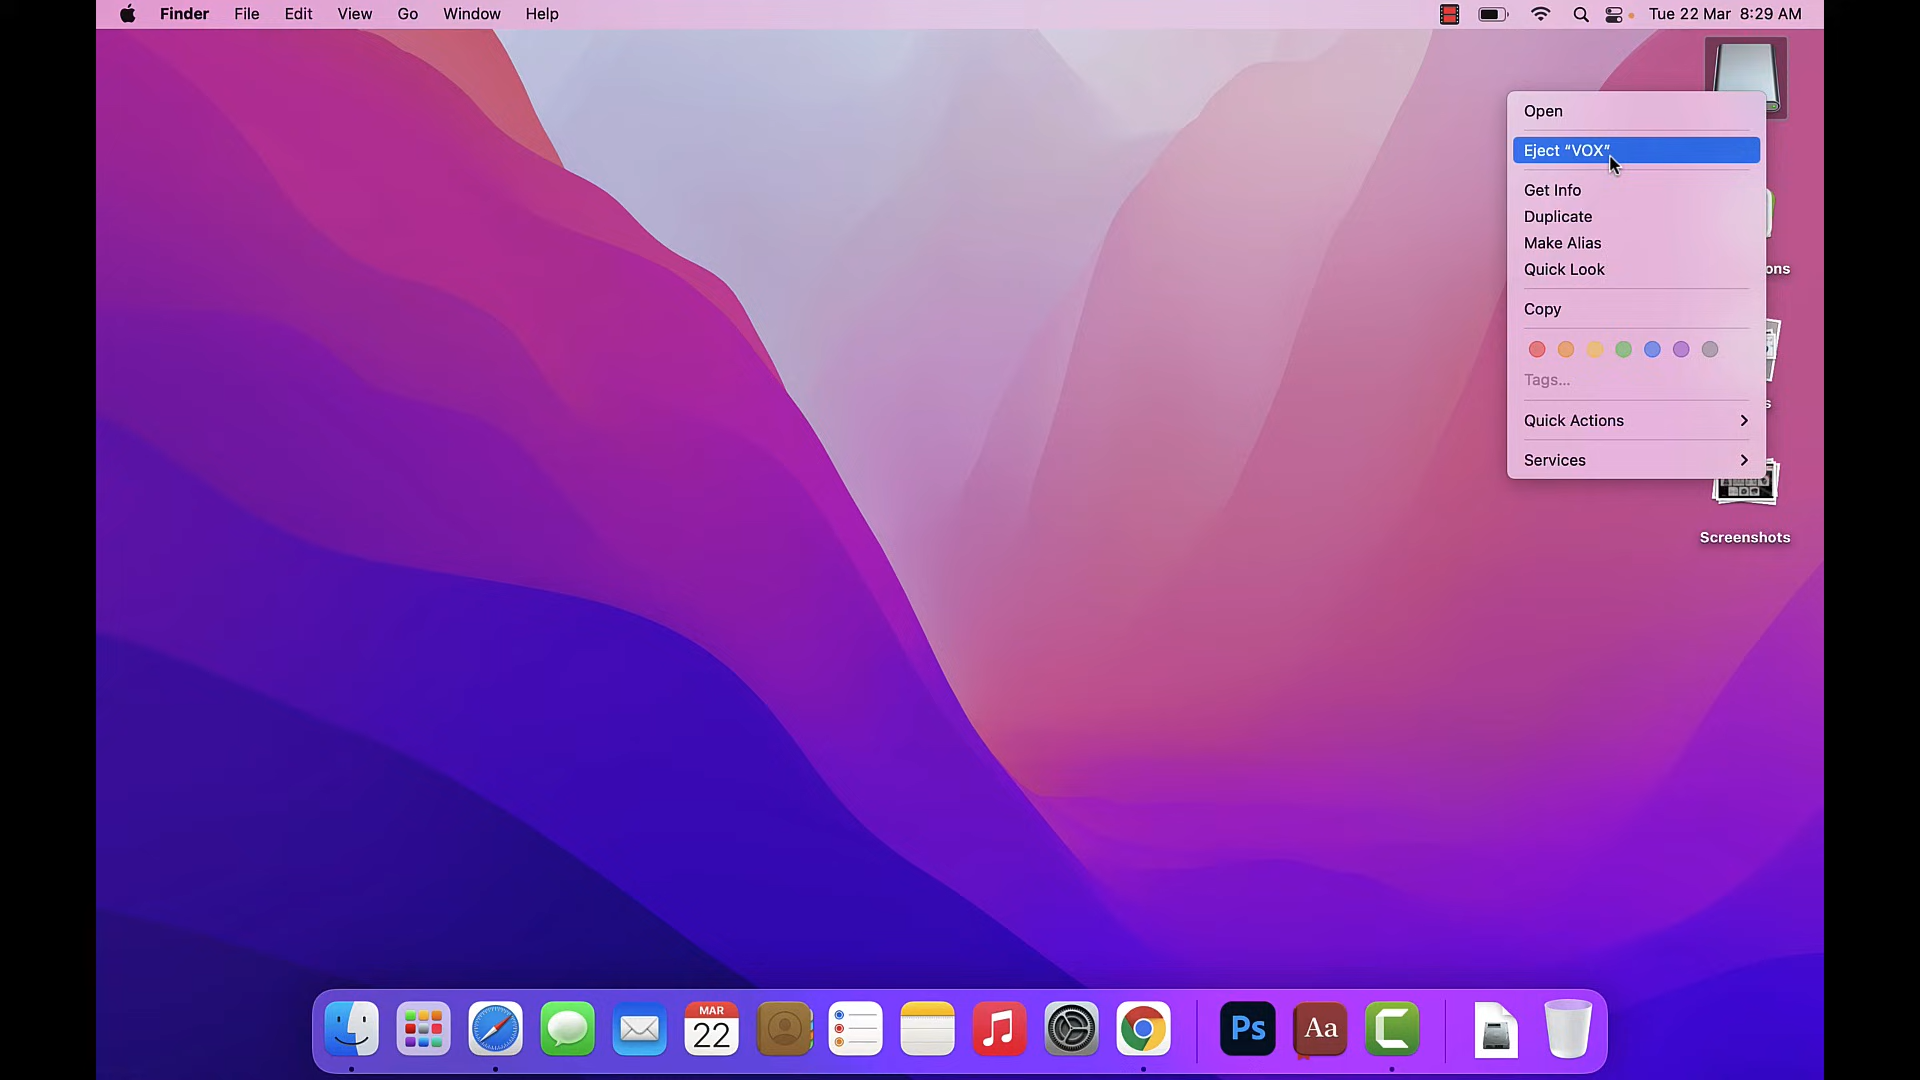 Finder File Edit View Go Window Help Tue 22 Mar 8:29 AM
Open
Eject “VOX”
Get Info
Duplicate
Make Alias
Quick Look
ons
Copy
Tags...
s
Quick Actions
Services
Screenshots
MAR
22
Ps
Aa